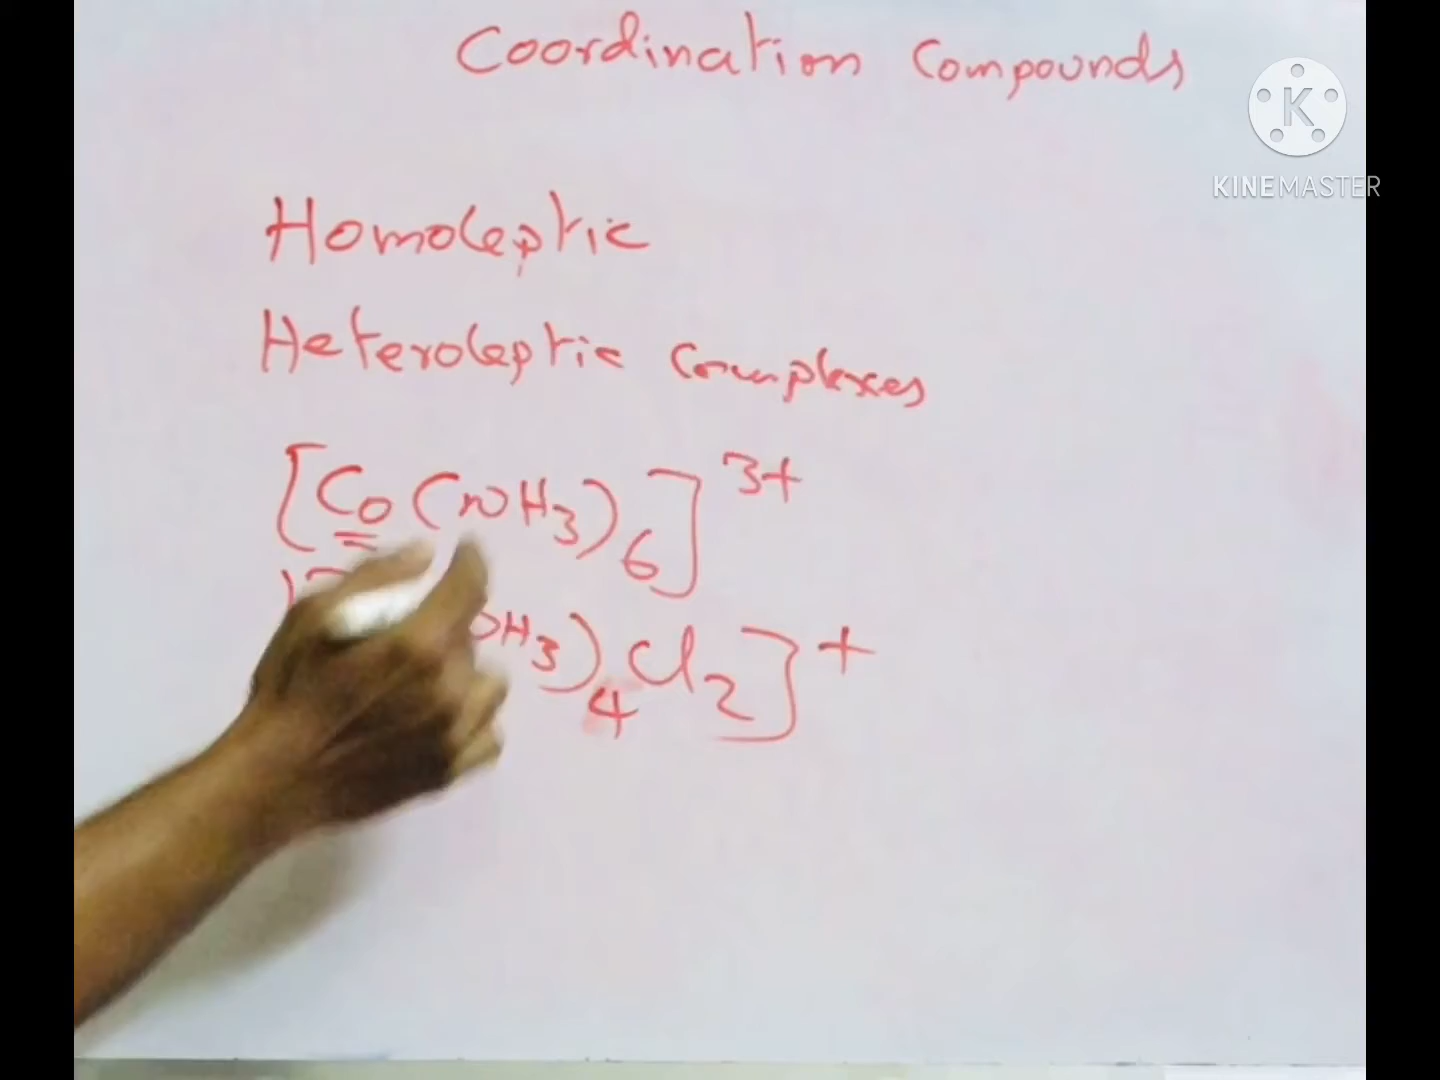 Coordination Compounds
K
KINEMASTER
Homoleptic
Heteroleptic Complexes
[Co(NH3)6]3+
H3)4Cl2]+